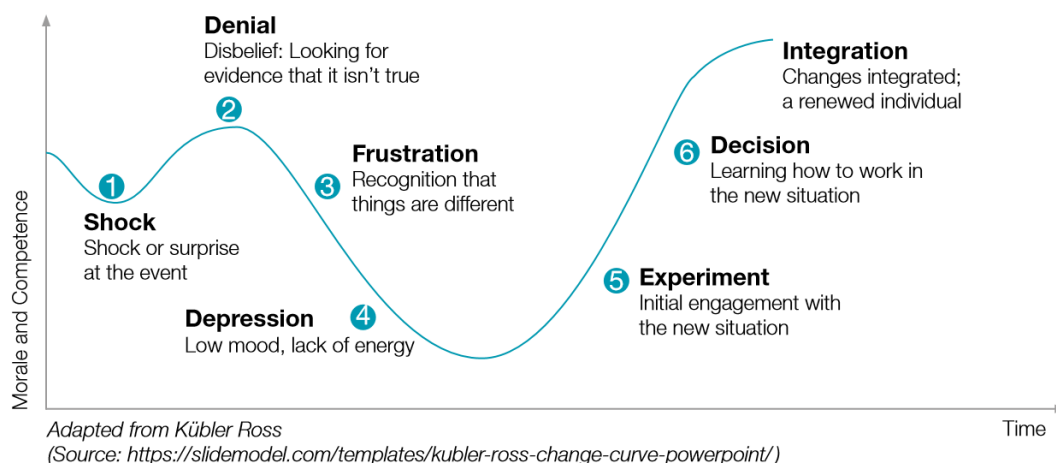 Denial
Disbelief: Looking for
evidence that it isn’t true
2
1
Shock
Shock or surprise
at the event
3
Frustration
Recognition that
things are different
4
Depression
Low mood, lack of energy
5
Experiment
Initial engagement with
the new situation
6
Decision
Learning how to work in
the new situation
Integration
Changes integrated;
a renewed individual
Morale and Competence
Time
Adapted from Kübler Ross
(Source: https://slidemodel.com/templates/kubler-ross-change-curve-powerpoint/)